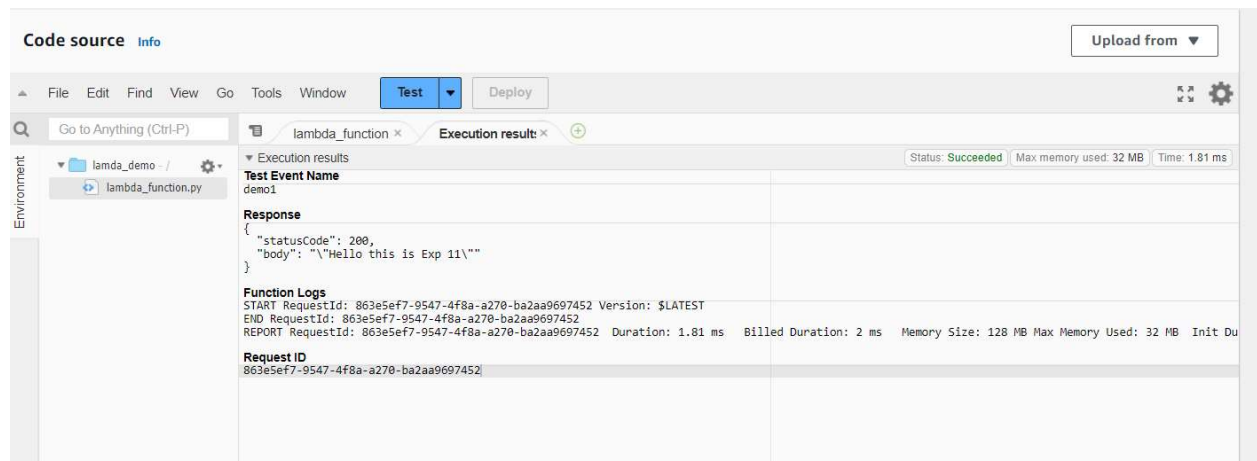 Code source Info
Upload from ▼
File Edit Find View Go Tools Window Test Deploy
Go to Anything (Ctrl-P)
lambda_function × Execution result: ×
Environment
lamda_demo - /
lambda_function.py
Execution results
Status: Succeeded Max memory used: 32 MB Time: 1.81 ms
Test Event Name
demo1
Response
{
"statusCode": 200,
"body": "\"Hello this is Exp 11\""
}
Function Logs
START RequestId: 863e5ef7-9547-4f8a-a270-ba2aa9697452 Version: $LATEST
END RequestId: 863e5ef7-9547-4f8a-a270-ba2aa9697452
REPORT RequestId: 863e5ef7-9547-4f8a-a270-ba2aa9697452 Duration: 1.81 ms Billed Duration: 2 ms Memory Size: 128 MB Max Memory Used: 32 MB Init Du
Request ID
863e5ef7-9547-4f8a-a270-ba2aa9697452